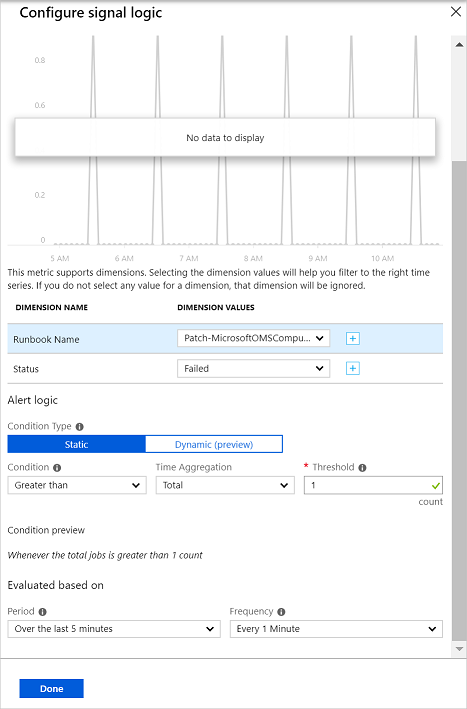 Configure signal logic
0.8
0.6
No data to display
0.2
0
5 AM 6 AM 7 AM 8 AM 9 AM 10 AM
This metric supports dimensions. Selecting the dimension values will help you filter to the right time
series. If you do not select any value for a dimension, that dimension will be ignored.
DIMENSION NAME DIMENSION VALUES
Runbook Name Patch-MicrosoftOMSCompu...
Status Failed
Alert logic
Condition Type
Static Dynamic (preview)
Condition Time Aggregation * Threshold
Greater than Total 1
count
Condition preview
Whenever the total jobs is greater than 1 count
Evaluated based on
Period Frequency
Over the last 5 minutes Every 1 Minute
Done